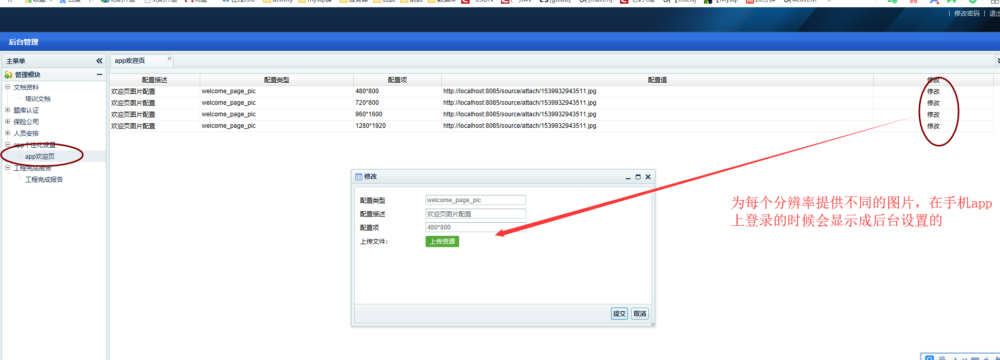 修改密码
退出
后台管理
主菜单
app欢迎页
管理模块
文档资料
培训文档
题库认证
保险公司
人员安排
app个性化设置
app欢迎页
工程完成报告
工程完成报告
配置描述 配置类型 配置项 配置值 修改
欢迎页图片配置 welcome_page_pic 480*800 http://localhost:8085/source/attach/1539932943511.jpg 修改
欢迎页图片配置 welcome_page_pic 720*800 http://localhost:8085/source/attach/1539932943511.jpg 修改
欢迎页图片配置 welcome_page_pic 960*1600 http://localhost:8085/source/attach/1539932943511.jpg 修改
欢迎页图片配置 welcome_page_pic 1280*1920 http://localhost:8085/source/attach/1539932943511.jpg 修改
修改
配置类型 welcome_page_pic
配置描述 欢迎页图片配置
配置项 480*800
上传文件: 上传资源
提交 取消
为每个分辨率提供不同的图片，在手机app
上登录的时候会显示成后台设置的